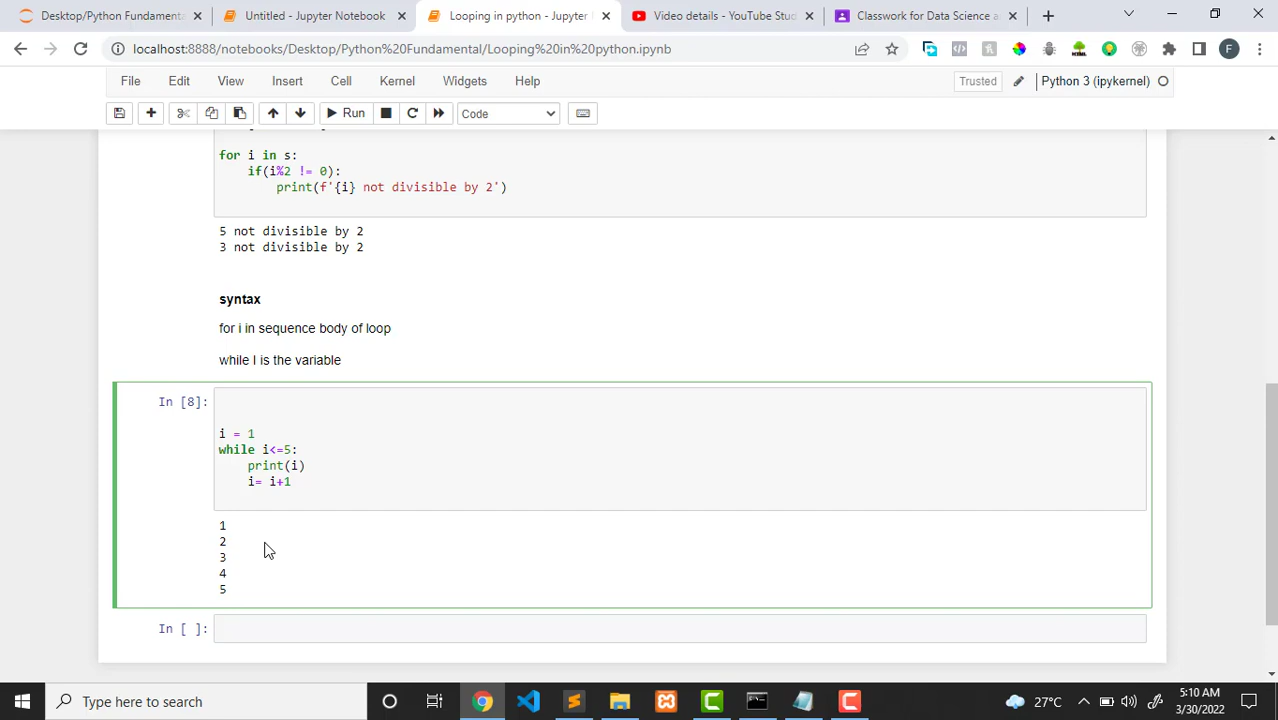 Desktop/Python Fundamenta
Untitled - Jupyter Notebook
Looping in python - Jupyter
Video details - YouTube Stud
Classwork for Data Science a
localhost:8888/notebooks/Desktop/Python%20Fundamental/Looping%20in%20python.ipynb
F
File Edit View Insert Cell Kernel Widgets Help
Trusted
Python 3 (ipykernel)
Run
Code
for i in s:
if(i%2 != 0):
print(f'{i} not divisible by 2')
5 not divisible by 2
3 not divisible by 2
syntax
for i in sequence body of loop
while I is the variable
In [8]:
i = 1
while i<=5:
print(i)
i= i+1
1
2
3
4
5
In [ ]:
Type here to search
27°C
5:10 AM
3/30/2022